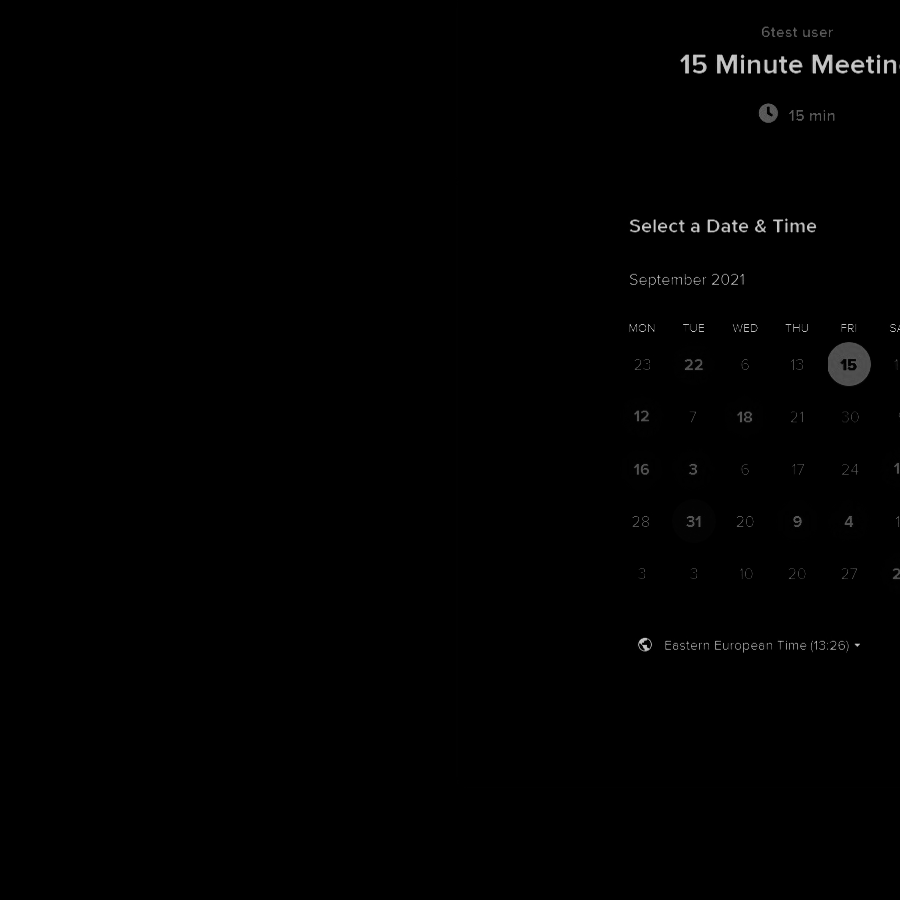 6test user
15 Minute Meetin
15 min
Select a Date & Time
September 2021
MON TUE WED THU FRI SA
23 22 6 13 15 1
12 7 18 21 30
16 3 6 17 24 1
28 31 20 9 4 1
3 3 10 20 27 2
Eastern European Time (13:26)